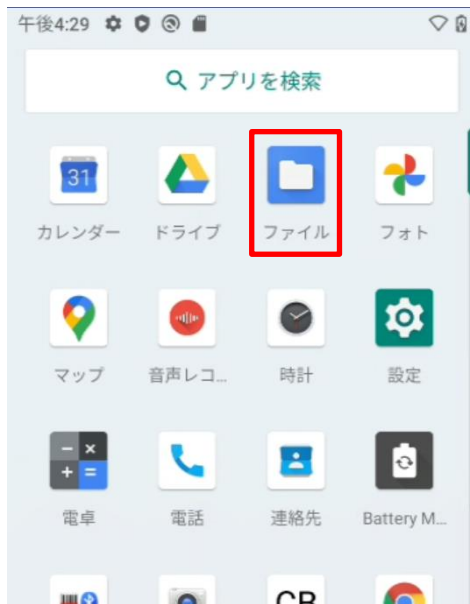 午後4:29
アプリを検索
31
カレンダー
ドライブ
ファイル
フォト
マップ
音声レコ...
時計
設定
電卓
電話
連絡先
Battery M...